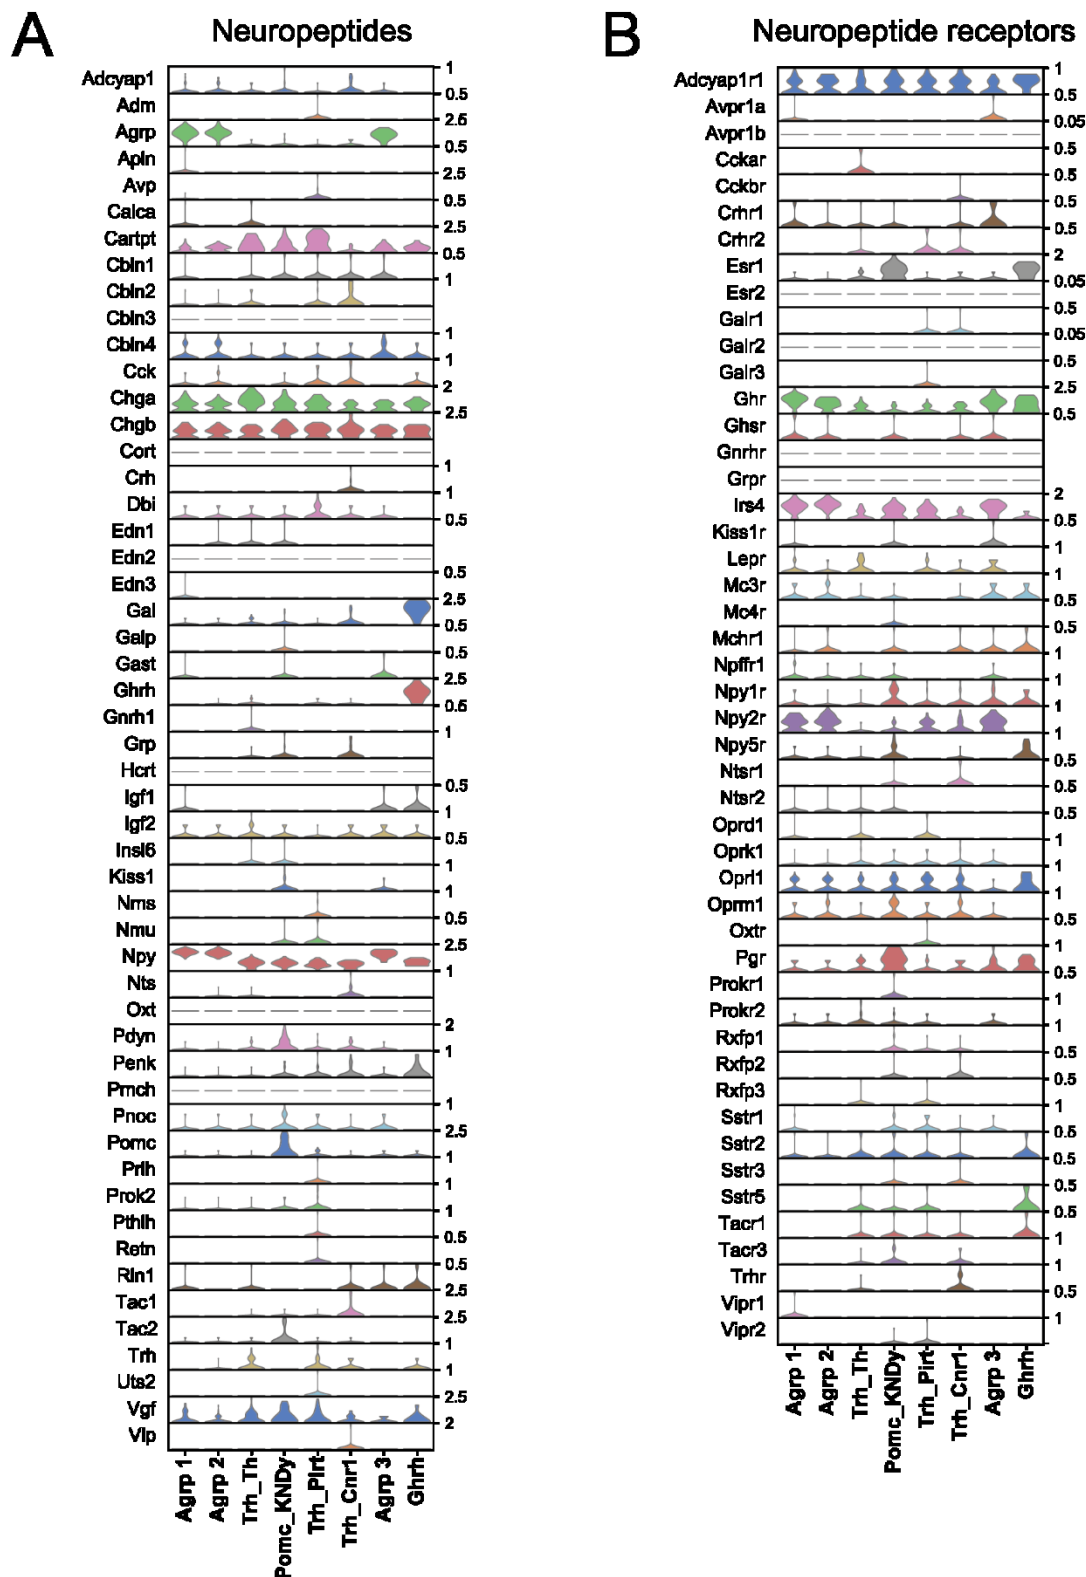 A
Neuropeptides
Adcyap1 1
Adm 0.5
Agrp 2.5
Apln 0.5
Avp 2.5
Calca 0.5
Cartpt 2.5
Cbln1 0.5
Cbln2 1
Cbln3
Cbln4 1
Cck 1
Chga 2
Chgb 2.5
Cort
Crh 1
Dbi 1
Edn1 0.5
Edn2
Edn3 0.5
Gal 2.5
Galp 0.5
Gast 0.5
Ghrh 2.5
Gnrh1 0.5
Grp 1
Hcrt
Igf1 0.5
Igf2 1
Insl6 0.5
Kiss1 1
Nms 1
Nmu 0.5
Npy 2.5
Nts 1
Oxt
Pdyn 2
Penk 1
Pmch
Pnoc 1
Pomc 2.5
Prlh 1
Prok2 1
Pthlh 1
Retn 0.5
Rln1 0.5
Tac1 2.5
Tac2 2.5
Trh 1
Uts2 1
Vgf 2.5
Vip 2
Agrp 1
Agrp 2
Trh_Th
Pomc_KNDy
Trh_Pirt
Trh_Cnr1
Agrp 3
Ghrh
B
Neuropeptide receptors
Adcyap1r1 1
Avpr1a 0.5
Avpr1b 0.05
Cckar 0.5
Cckbr 0.5
Crhr1 0.5
Crhr2 0.5
Esr1 2
Esr2 0.05
Galr1 0.5
Galr2 0.05
Galr3 0.5
Ghr 2.5
Ghsr 0.5
Gnrhr
Grpr
Irs4 2
Kiss1r 0.5
Lepr 1
Mc3r 1
Mc4r 1
Mchr1 0.5
Npffr1 1
Npy1r 1
Npy2r 1
Npy5r 1
Ntsr1 0.5
Ntsr2 0.5
Oprd1 0.5
Oprk1 1
Oprl1 1
Oprm1 1
Oxtr 0.5
Pgr 1
Prokr1 0.5
Prokr2 1
Rxfp1 1
Rxfp2 0.5
Rxfp3 0.5
Sstr1 1
Sstr2 0.5
Sstr3 1
Sstr5 0.5
Tacr1 0.5
Tacr3 1
Trhr 1
Vipr1 0.5
Vipr2 1
Agrp 1
Agrp 2
Trh_Th
Pomc_KNDy
Trh_Pirt
Trh_Cnr1
Agrp 3
Ghrh